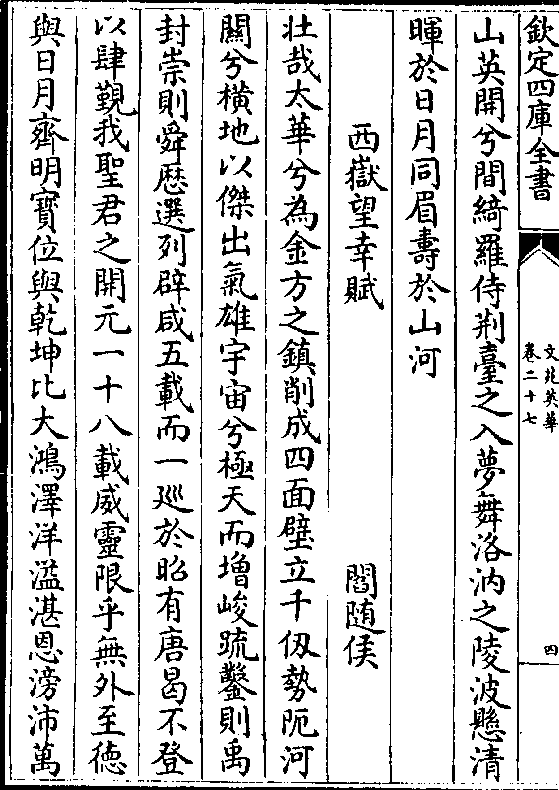 欽定四庫全書
文苑英華
卷二十七
四
山英開兮間綺羅侍荆臺之入夢舞洛汭之陵波懸清
暉於日月同眉壽於山河
西嶽望幸賦
閻随侯
壮哉太華兮為金方之鎮削成四面壁立千仭勢阨河
關兮横地以傑出氣雄宇宙兮極天而增峻疏鑿則禹
封崇則舜歴選列辟咸五載而一廵於昭有唐曷不登
以肆覲我聖君之開元一十八載威靈限乎無外至徳
與日月齊明寳位與乾坤比大鴻澤洋溢湛恩滂沛萬